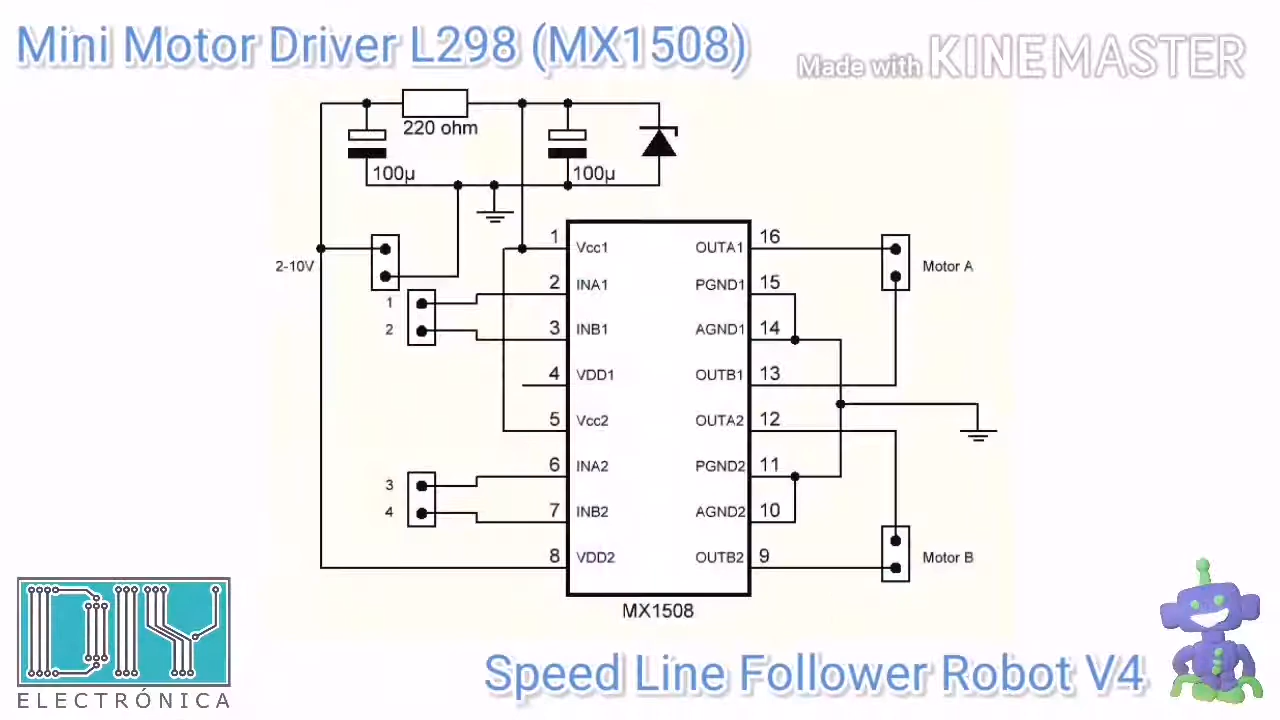 Mini Motor Driver L298 (MX1508)
Made with KINEMASTER
220 ohm
100µ
100µ
2-10V
1
2
3
4
1 Vcc1
2 INA1
3 INB1
4 VDD1
5 Vcc2
6 INA2
7 INB2
8 VDD2
OUTA1 16
PGND1 15
AGND1 14
OUTB1 13
OUTA2 12
PGND2 11
AGND2 10
OUTB2 9
Motor A
Motor B
MX1508
DIY
ELECTRÓNICA
Speed Line Follower Robot V4